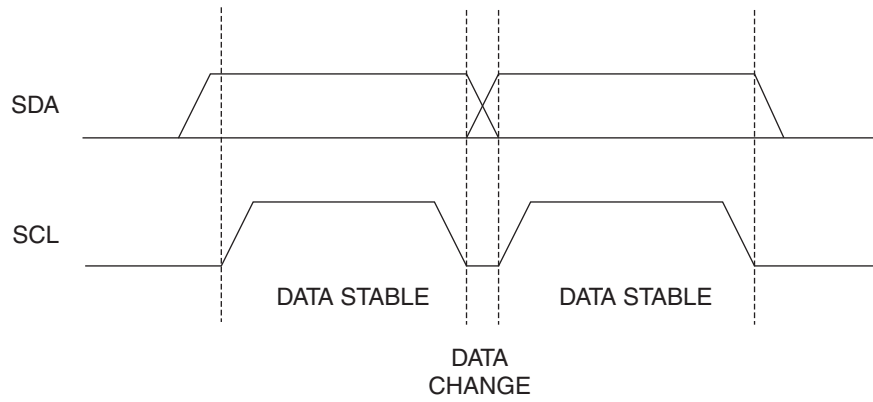 SDA
SCL
DATA STABLE
DATA STABLE
DATA
CHANGE